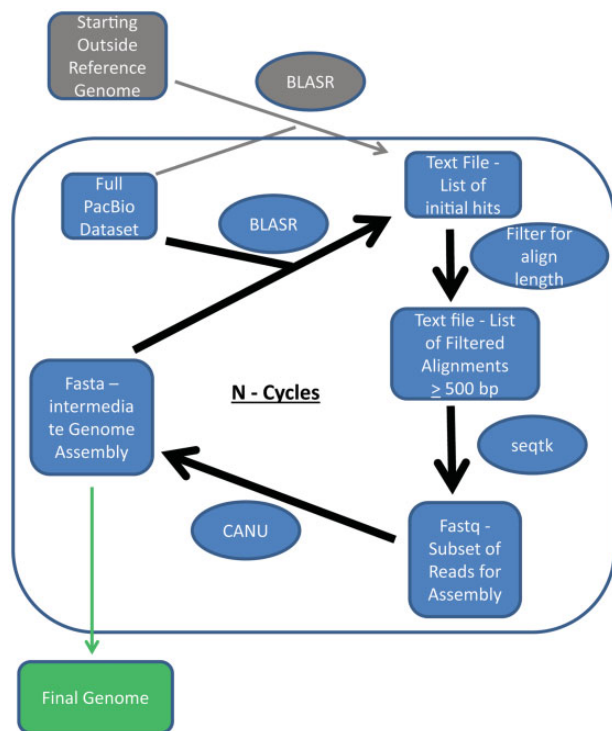 Starting
Outside
Reference
Genome
BLASR
Full
PacBio
Dataset
BLASR
Text File -
List of
initial hits
Filter for
align
length
Text file - List
of Filtered
Alignments
≥ 500 bp
Fasta –
intermedia
te Genome
Assembly
N - Cycles
seqtk
CANU
Fastq -
Subset of
Reads for
Assembly
Final Genome